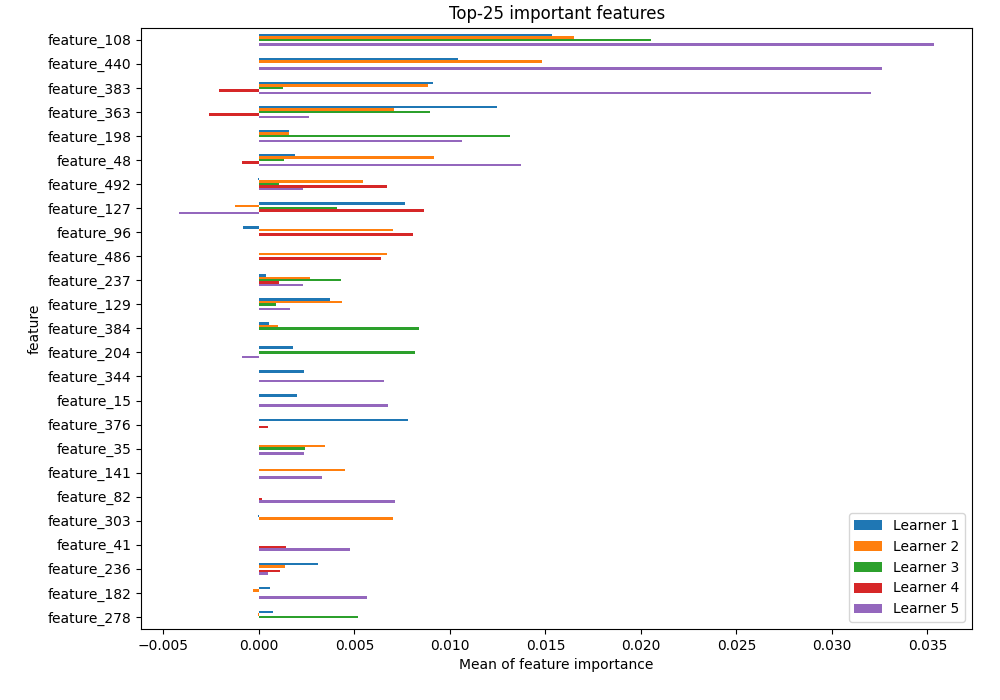 Top-25 important features
feature
feature_108
feature_440
feature_383
feature_363
feature_198
feature_48
feature_492
feature_127
feature_96
feature_486
feature_237
feature_129
feature_384
feature_204
feature_344
feature_15
feature_376
feature_35
feature_141
feature_82
feature_303
feature_41
feature_236
feature_182
feature_278
Learner 1
Learner 2
Learner 3
Learner 4
Learner 5
−0.005 0.000 0.005 0.010 0.015 0.020 0.025 0.030 0.035
Mean of feature importance